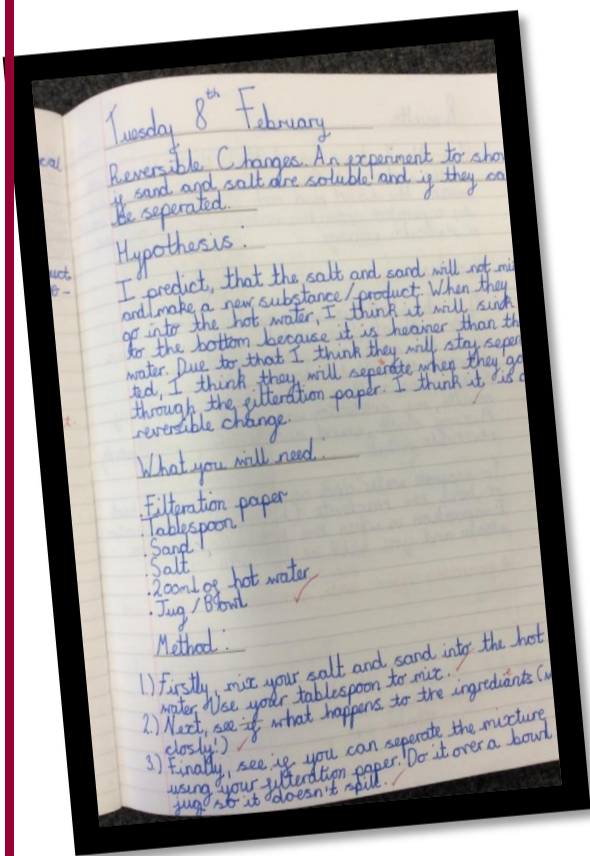 cal
uct
Tuesday 8th February
Reversible Changes. An experiment to sho
if sand and salt are soluble and if they ca
be seperated.
Hypothesis:
I predict, that the salt and sand will not mi
and make a new substance/product. When they
go into the hot water, I think it will sink
to the bottom because it is heavier than th
water. Due to that I think they will stay seper
ted, I think they will seperate when they go
through the filteration paper. I think it is a
reversible change.
What you will need:
• Filteration paper
• Tablespoon
• Sand
• Salt
• 200ml of hot water
• Jug / Bowl
Method:
1.) Firstly, mix your salt and sand into the hot
water. Use your tablespoon to mix.
2.) Next, see if what happens to the ingrediants (w
closly!)
3.) Finally, see if you can seperate the mixture
using your filteration paper. Do it over a bowl
jug so it doesn't spill.